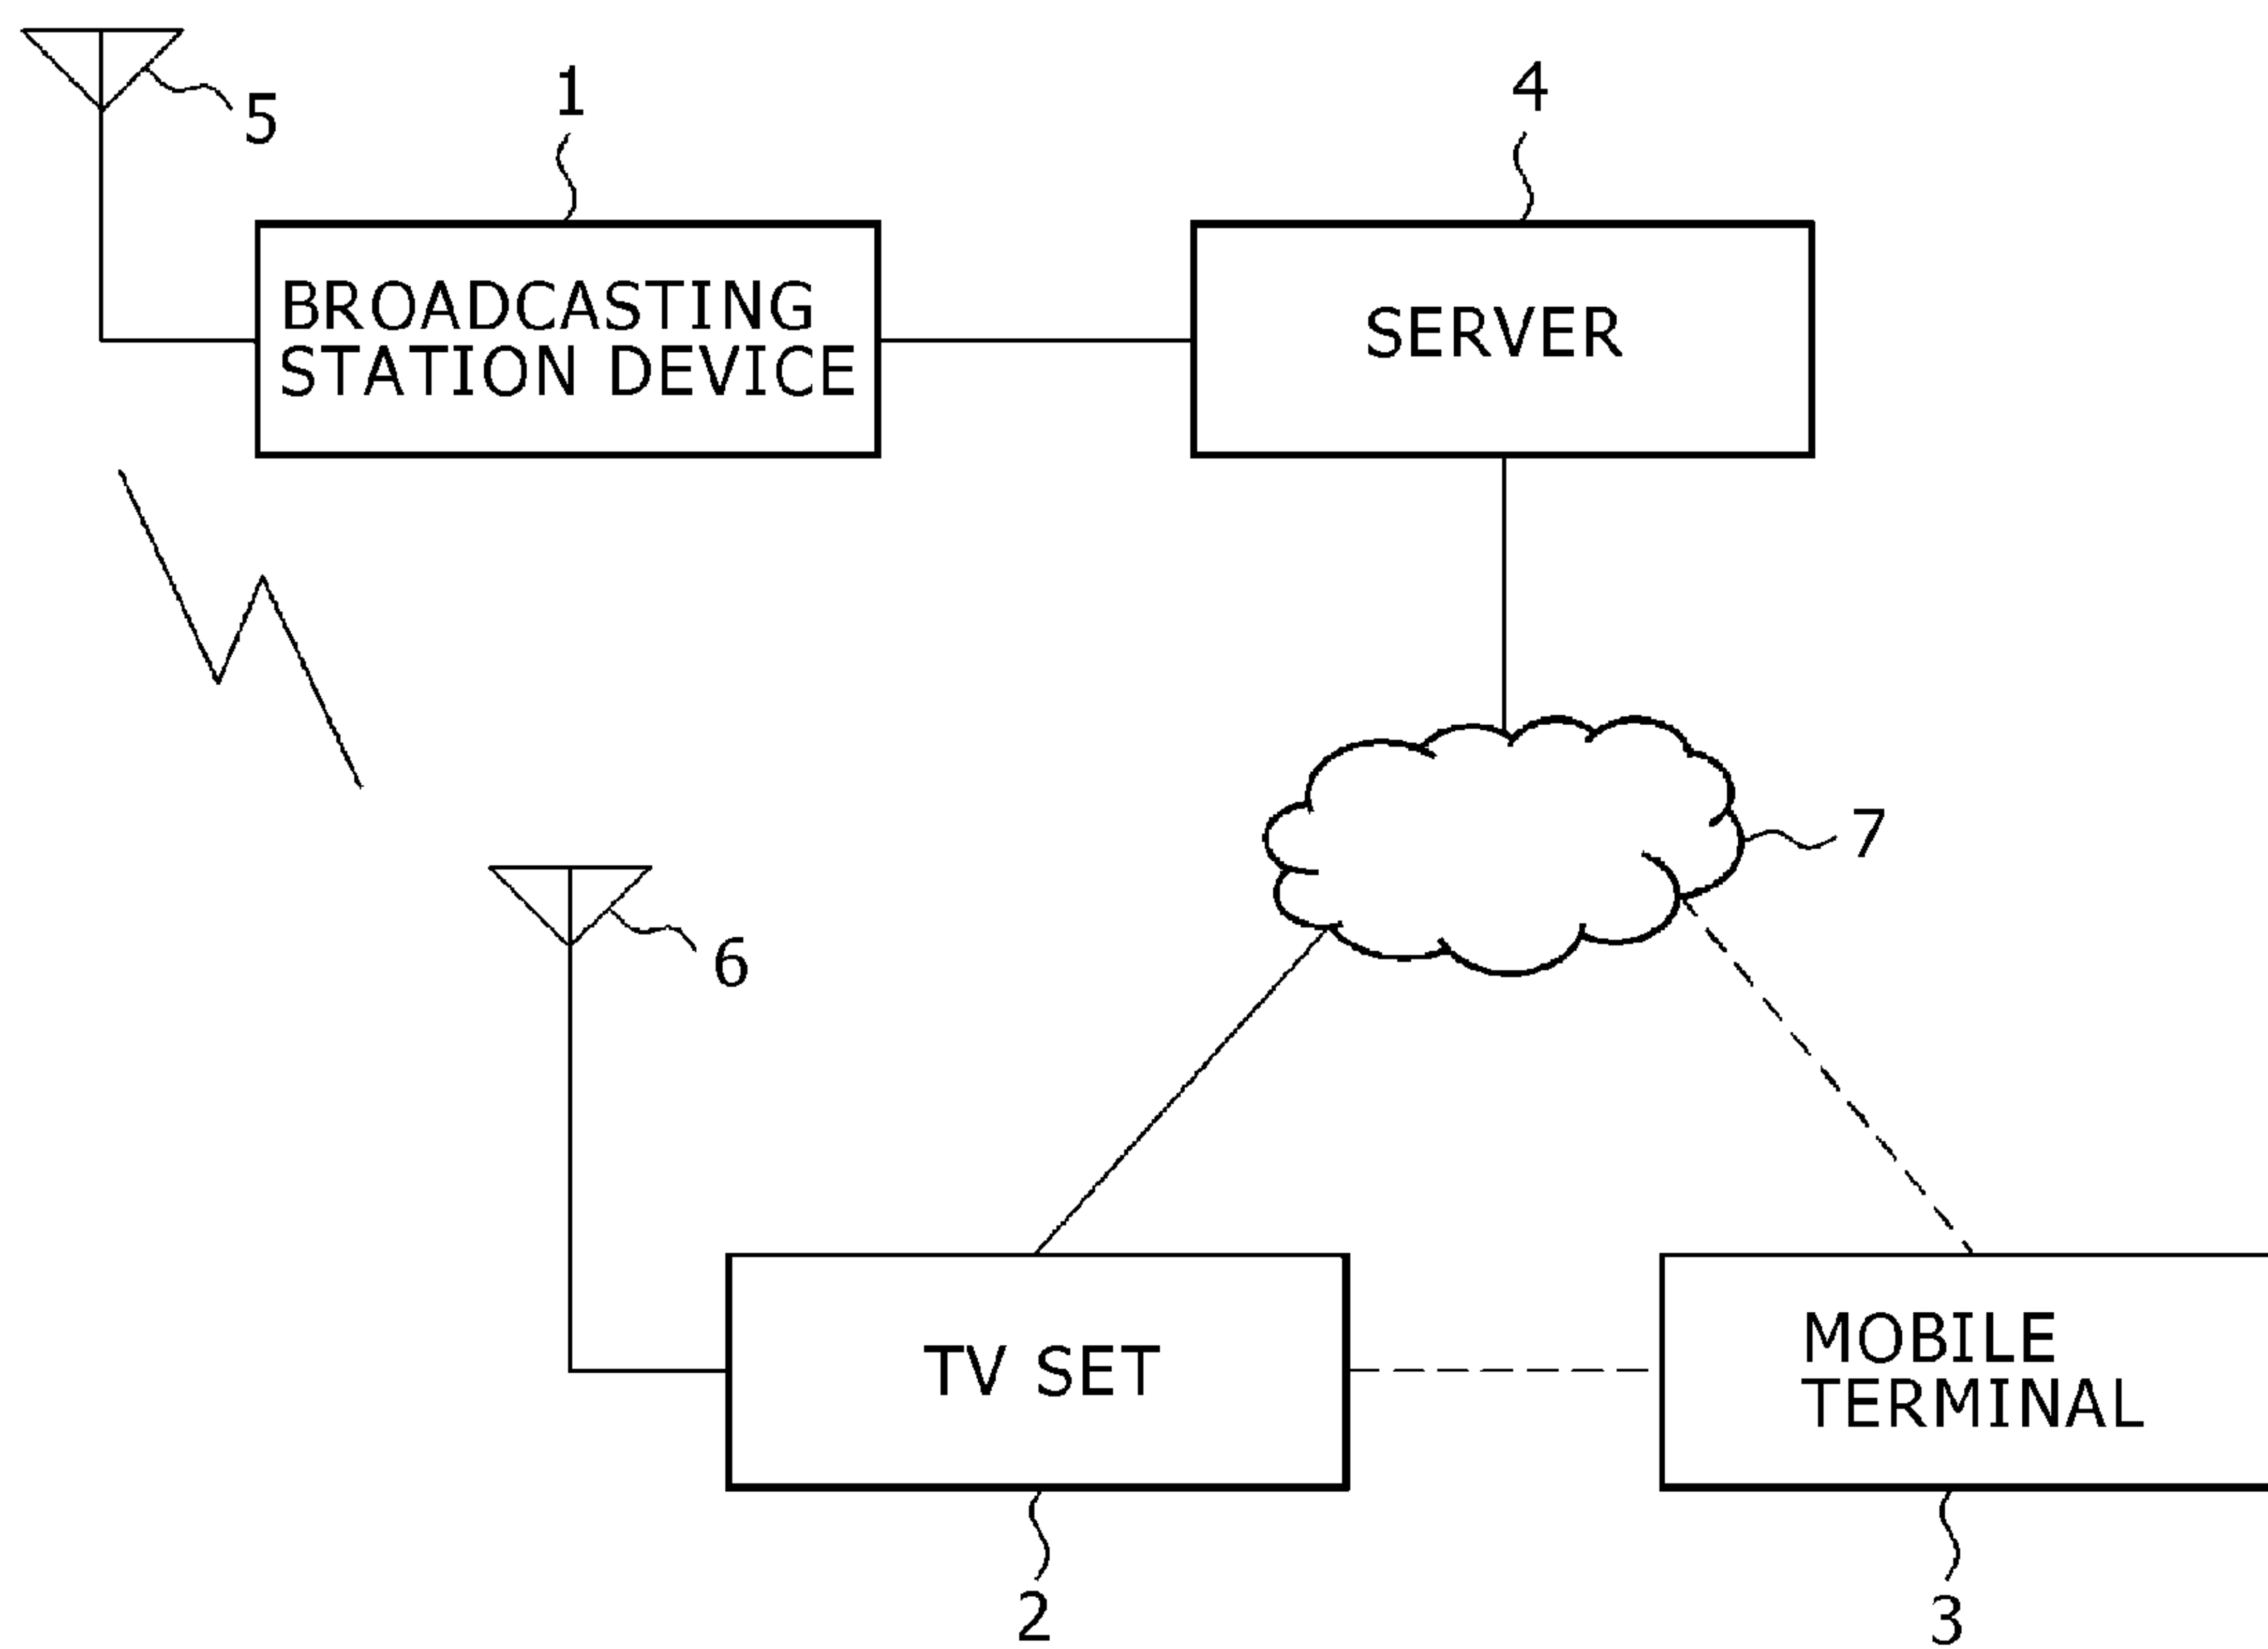 5
1
4
BROADCASTING
STATION DEVICE
SERVER
7
6
TV SET
MOBILE
TERMINAL
2
3